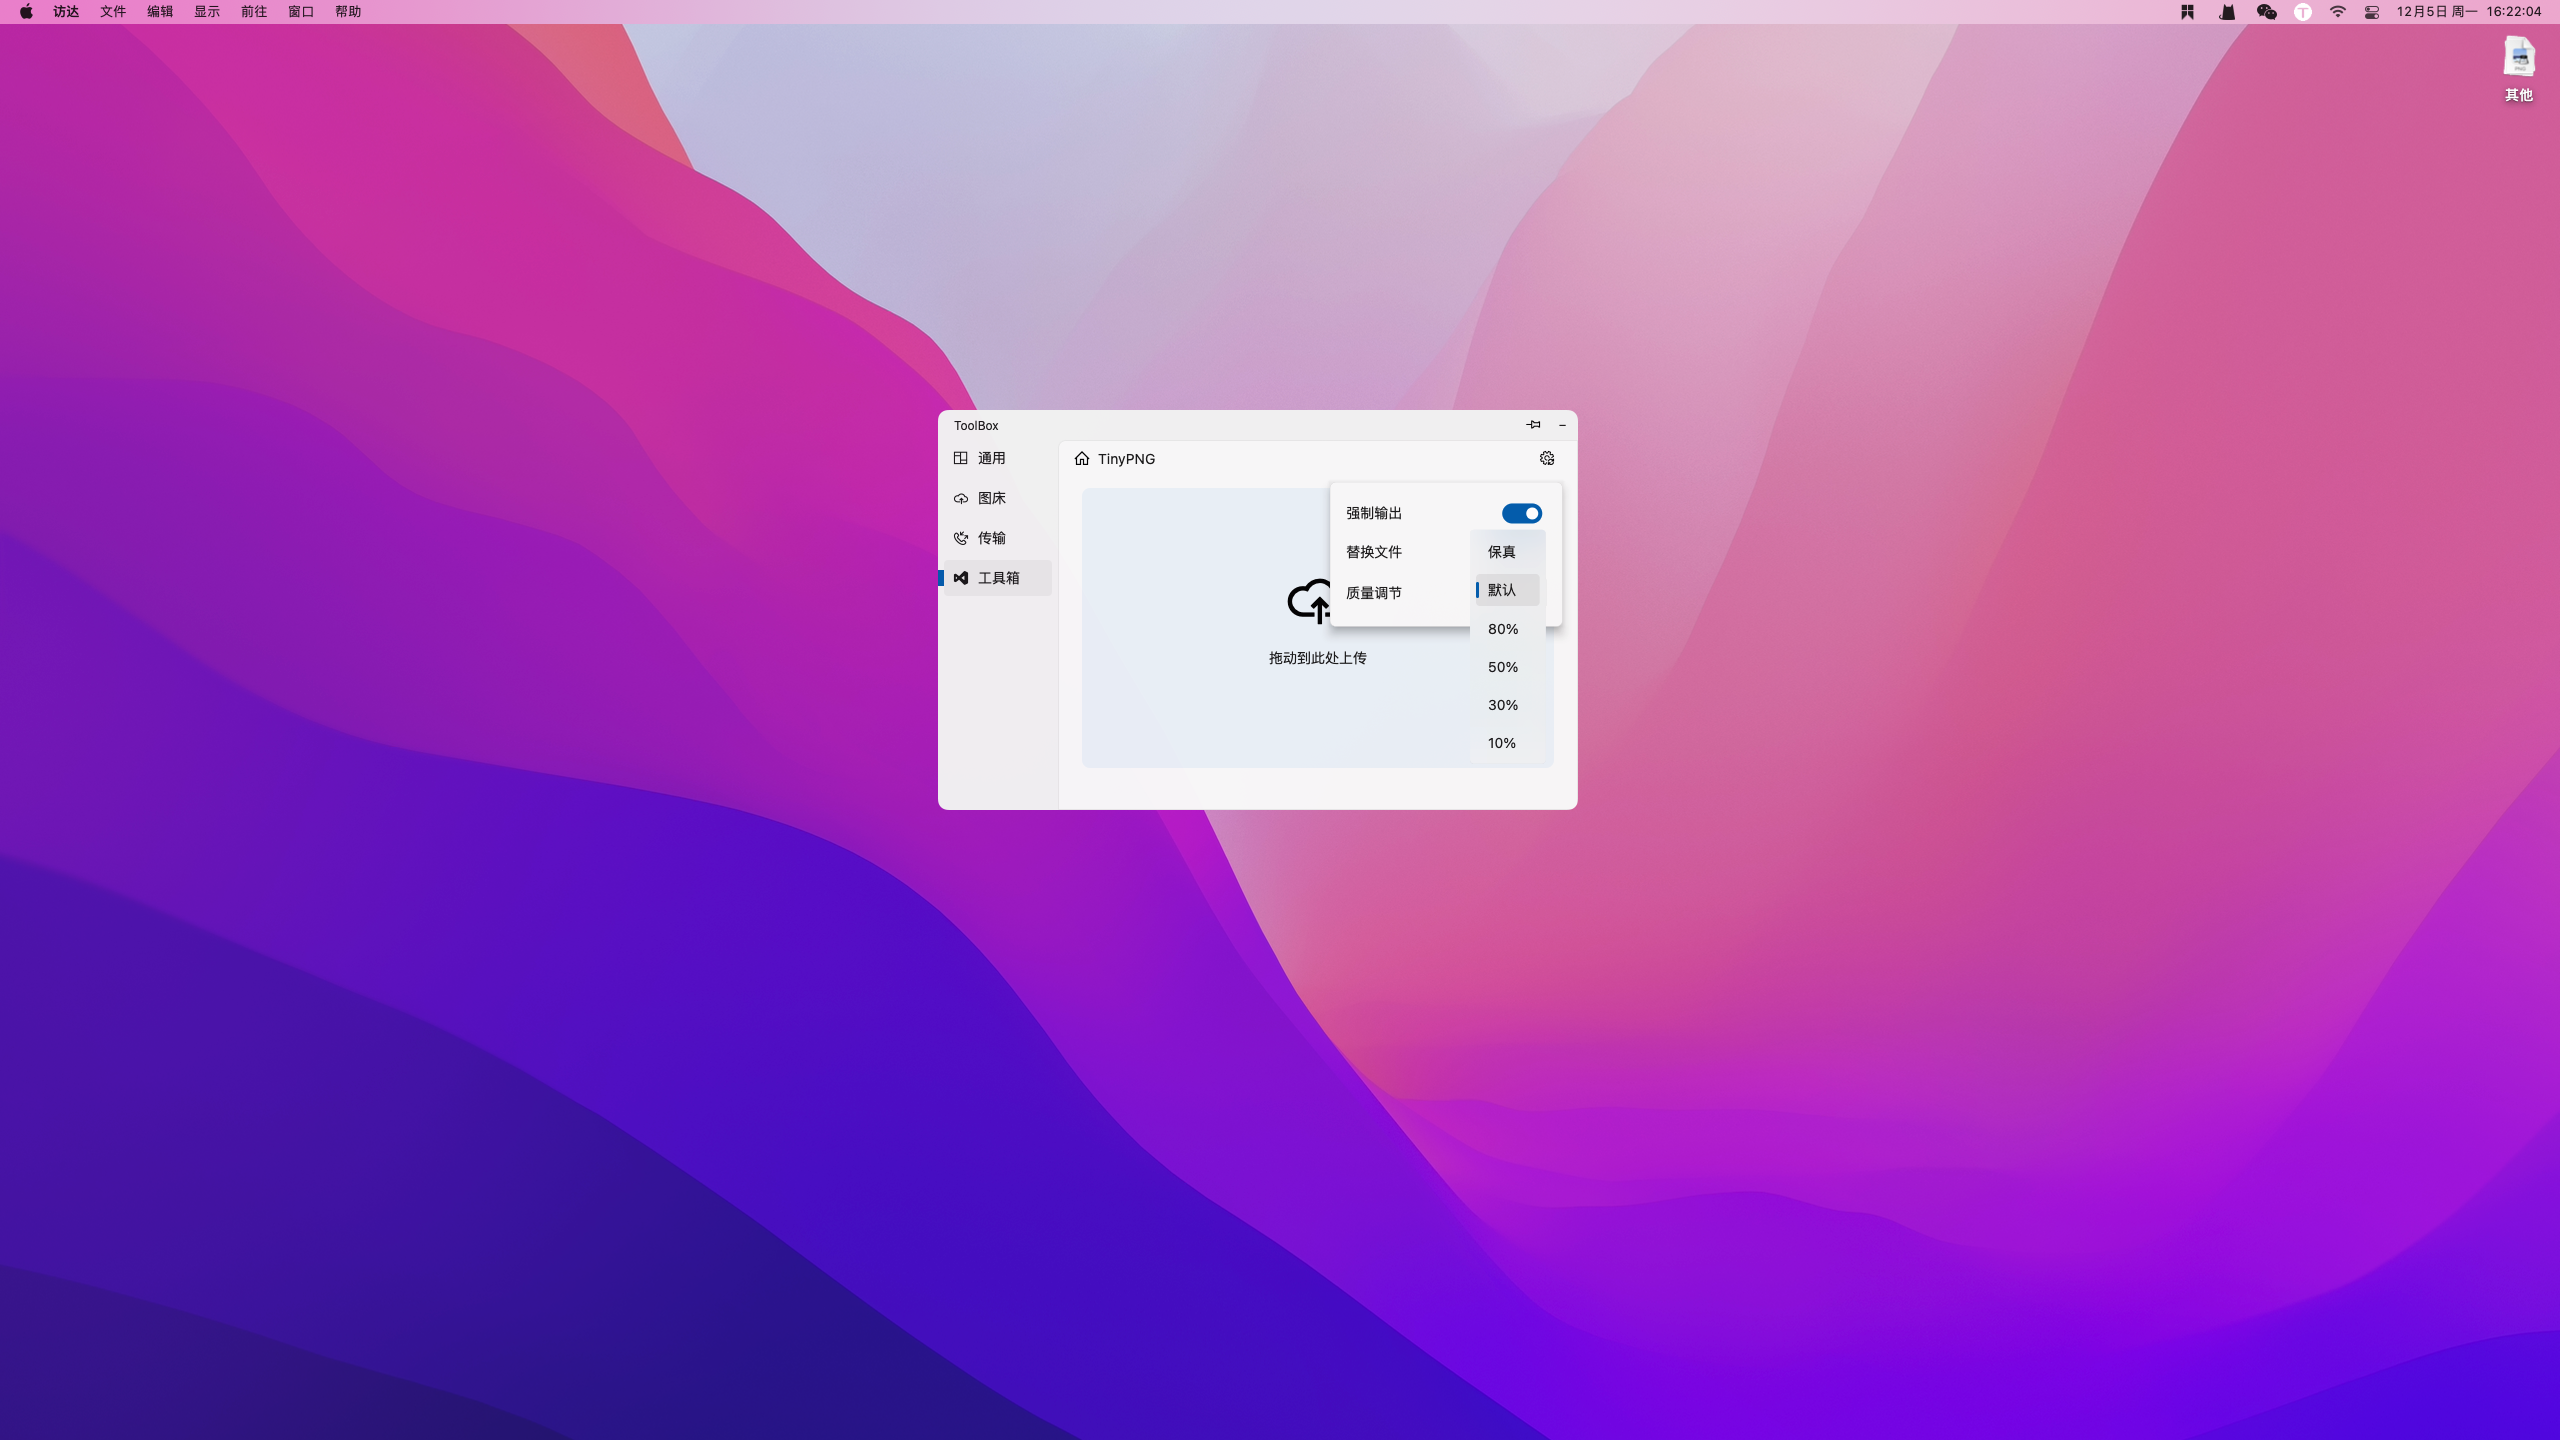 访达 文件 编辑 显示 前往 窗口 帮助 12月5日 周一 16:22:04
PNG
其他
ToolBox
通用
图床
传输
工具箱
TinyPNG
拖动到此处上传
强制输出
替换文件
质量调节
保真
默认
80%
50%
30%
10%